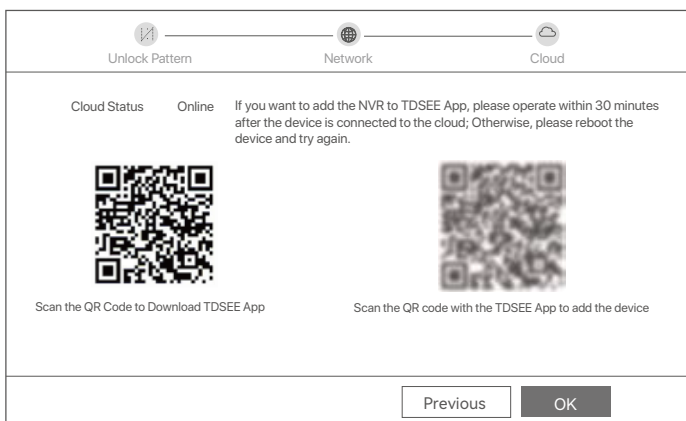 Unlock Pattern Network Cloud
Cloud Status Online If you want to add the NVR to TDSEE App, please operate within 30 minutes
after the device is connected to the cloud; Otherwise, please reboot the
device and try again.
Scan the QR Code to Download TDSEE App Scan the QR code with the TDSEE App to add the device
Previous OK